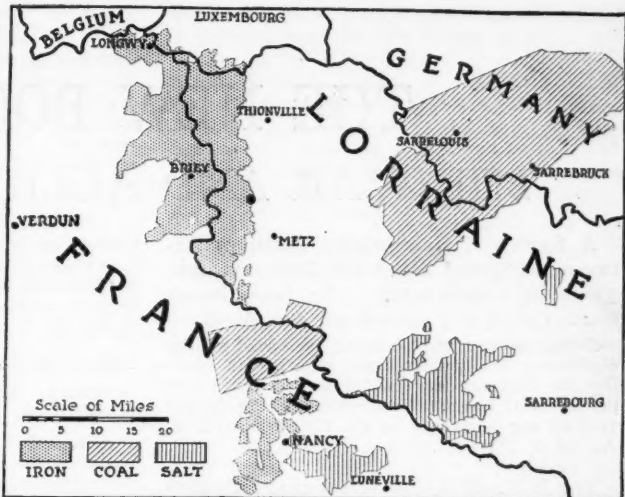 BELGIUM
LUXEMBOURG
LONGWY
GERMANY
THIONVILLE
LORRAINE
SARRELOUIS
BRIEY
SARREBRUCK
VERDUN
METZ
FRANCE
Scale of Miles
0 5 10 15 20
SARREBOURG
NANCY
IRON COAL SALT
LUNÉVILLE